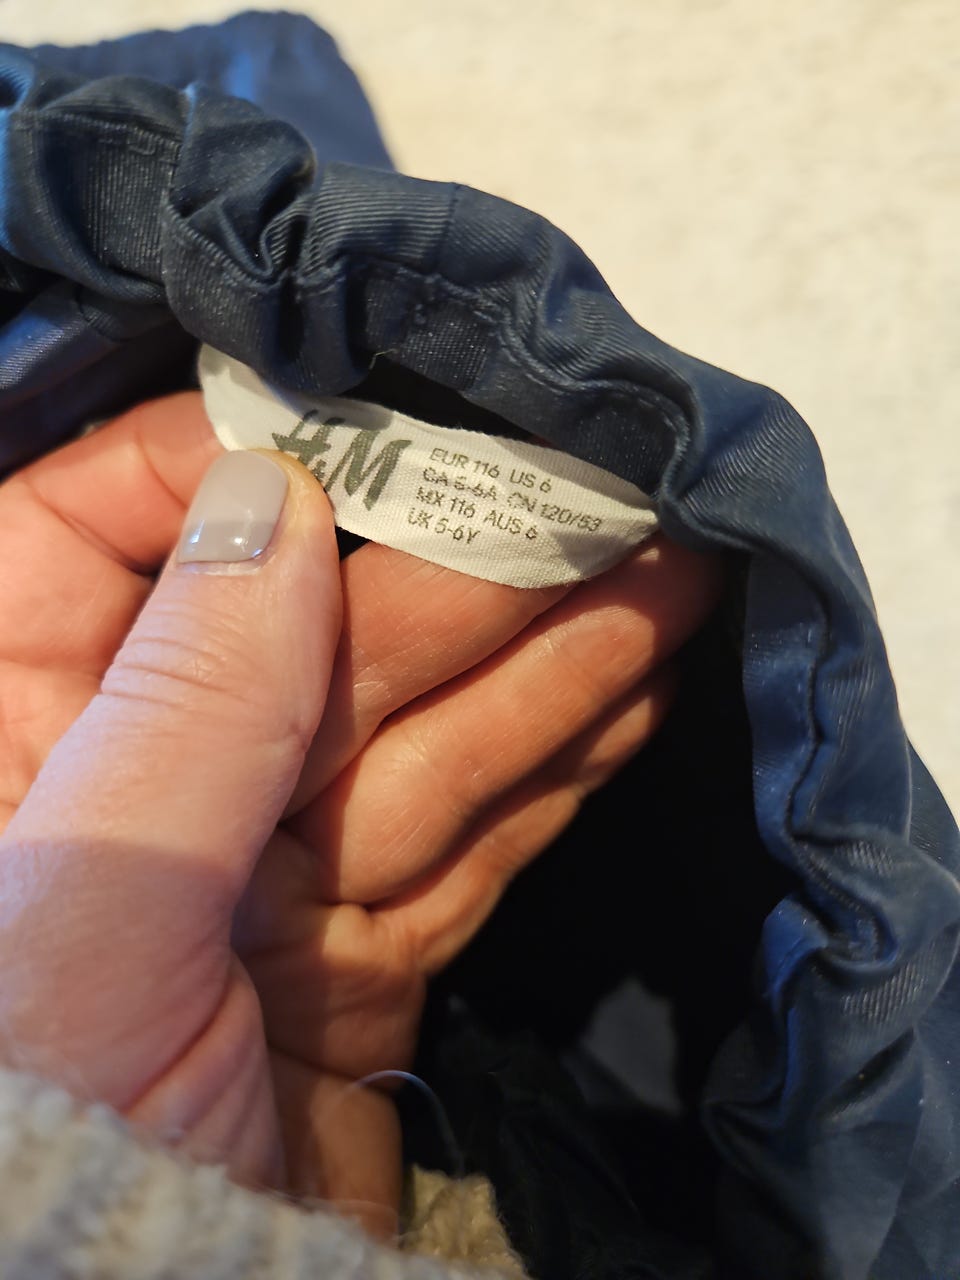 H&M
EUR 116 US 6
CA 5-6A CN 120/53
MX 116 AUS 6
UK 5-6Y